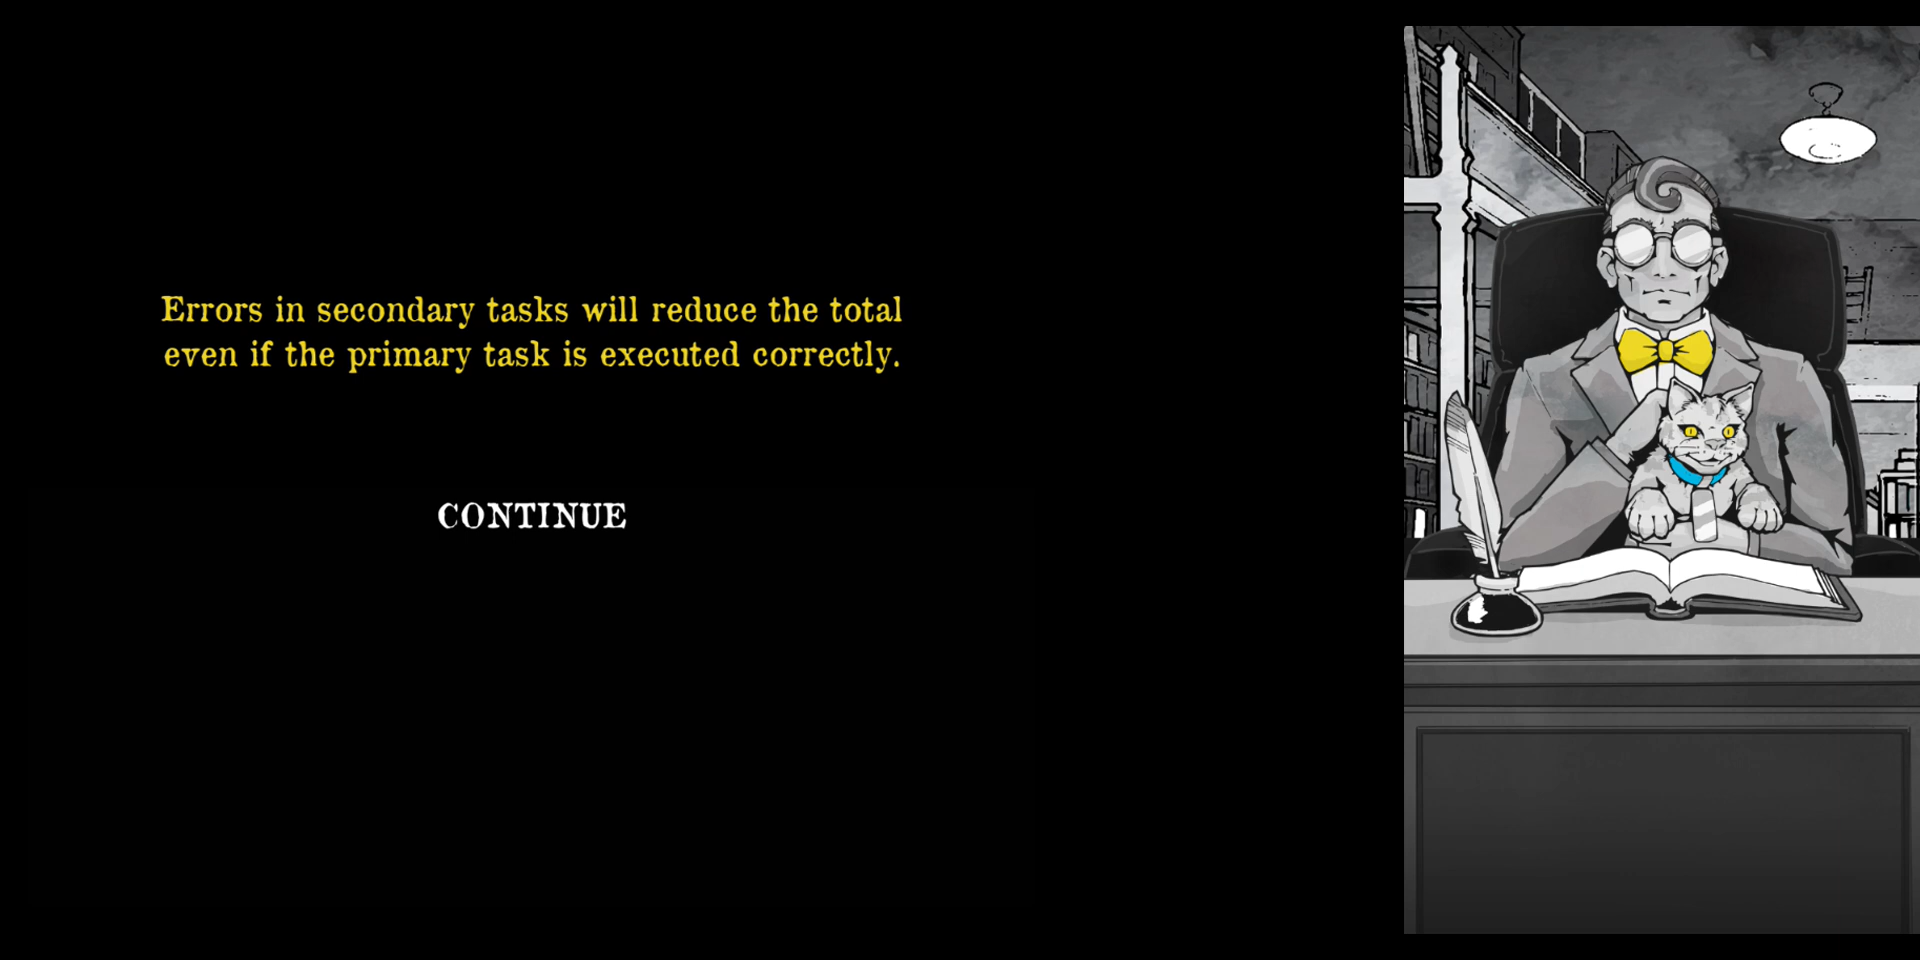 Errors in secondary tasks will reduce the total
even if the primary task is executed correctly.
CONTINUE